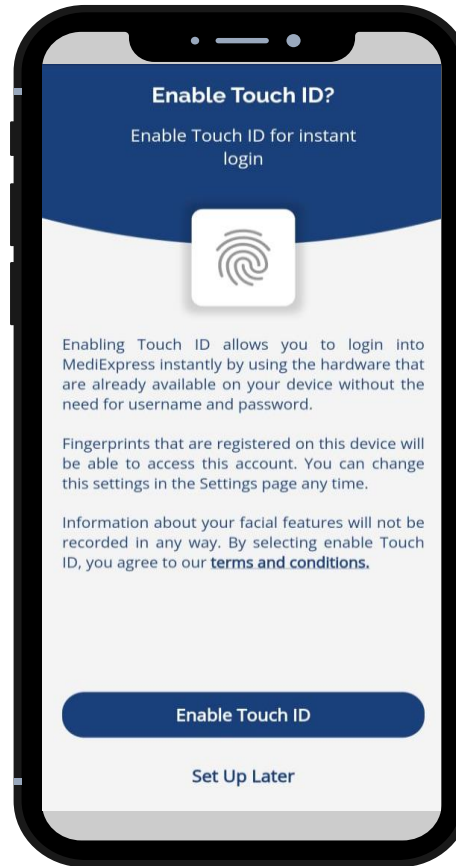 Enable Touch ID?
Enable Touch ID for instant
login
Enabling Touch ID allows you to login into
MediExpress instantly by using the hardware that
are already available on your device without the
need for username and password.
Fingerprints that are registered on this device will
be able to access this account. You can change
this settings in the Settings page any time.
Information about your facial features will not be
recorded in any way. By selecting enable Touch
ID, you agree to our terms and conditions.
Enable Touch ID
Set Up Later